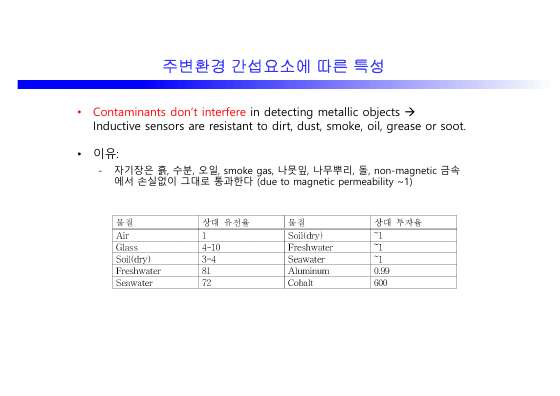 주변환경 간섭요소에 따른 특성
• Contaminants don't interfere in detecting metallic objects →
Inductive sensors are resistant to dirt, dust, smoke, oil, grease or soot.
• 이유:
- 자기장은 흙, 수분, 오일, smoke gas, 나뭇잎, 나무뿌리, 돌, non-magnetic 금속
에서 손실없이 그대로 통과한다 (due to magnetic permeability ~1)
물질 상대 유전율 물질 상대 투자율
Air 1 Soil(dry) ~1
Glass 4-10 Freshwater ~1
Soil(dry) 3-4 Seawater ~1
Freshwater 81 Aluminum 0.99
Seawater 72 Cobalt 600